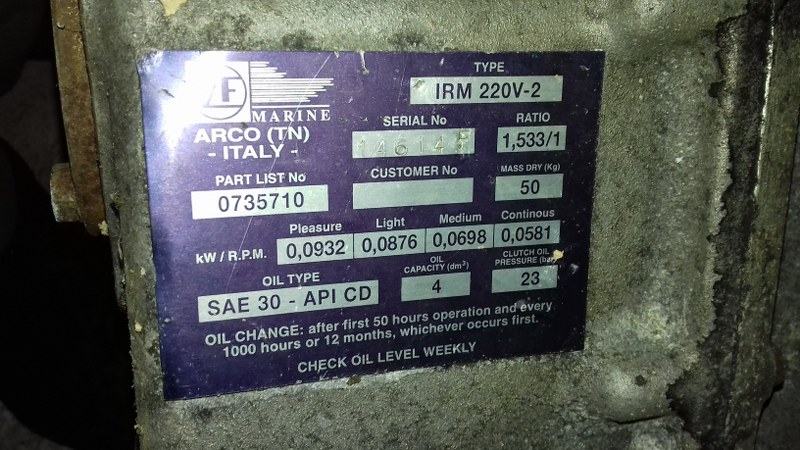 ZF
MARINE
ARCO (TN)
- ITALY -
TYPE
IRM 220V-2
SERIAL No
RATIO
1,533/1
PART LIST No
0735710
CUSTOMER No
MASS DRY (Kg)
50
Pleasure Light Medium Continous
kW / R.P.M. 0,0932 0,0876 0,0698 0,0581
OIL TYPE
SAE 30 - API CD
OIL
CAPACITY (dm³)
4
CLUTCH OIL
PRESSURE (bar)
23
OIL CHANGE: after first 50 hours operation and every
1000 hours or 12 months, whichever occurs first.
CHECK OIL LEVEL WEEKLY